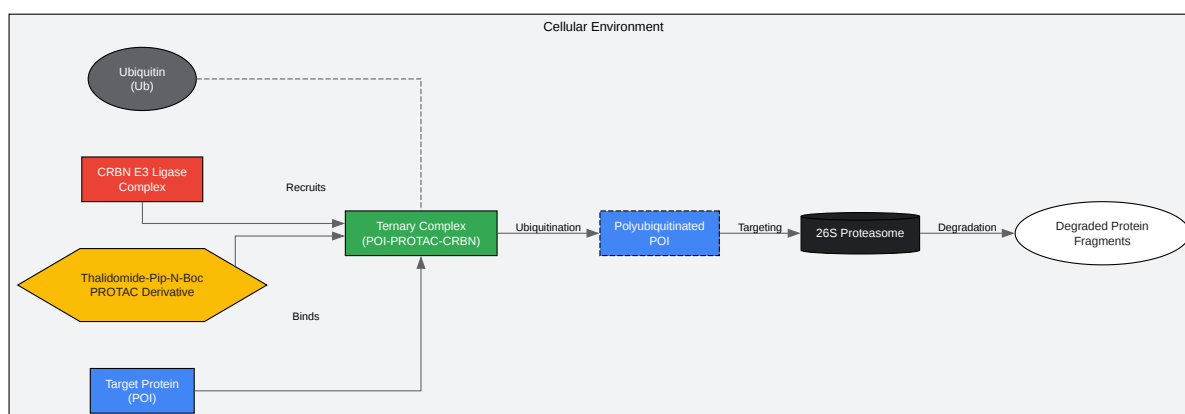 Cellular Environment
Ubiquitin
(Ub)
CRBN E3 Ligase
Complex
Recruits
Ternary Complex
(POI-PROTAC-CRBN)
Ubiquitination
Polyubiquitinated
POI
Targeting
26S Proteasome
Degradation
Degraded Protein
Fragments
Thalidomide-Pip-N-Boc
PROTAC Derivative
Binds
Target Protein
(POI)